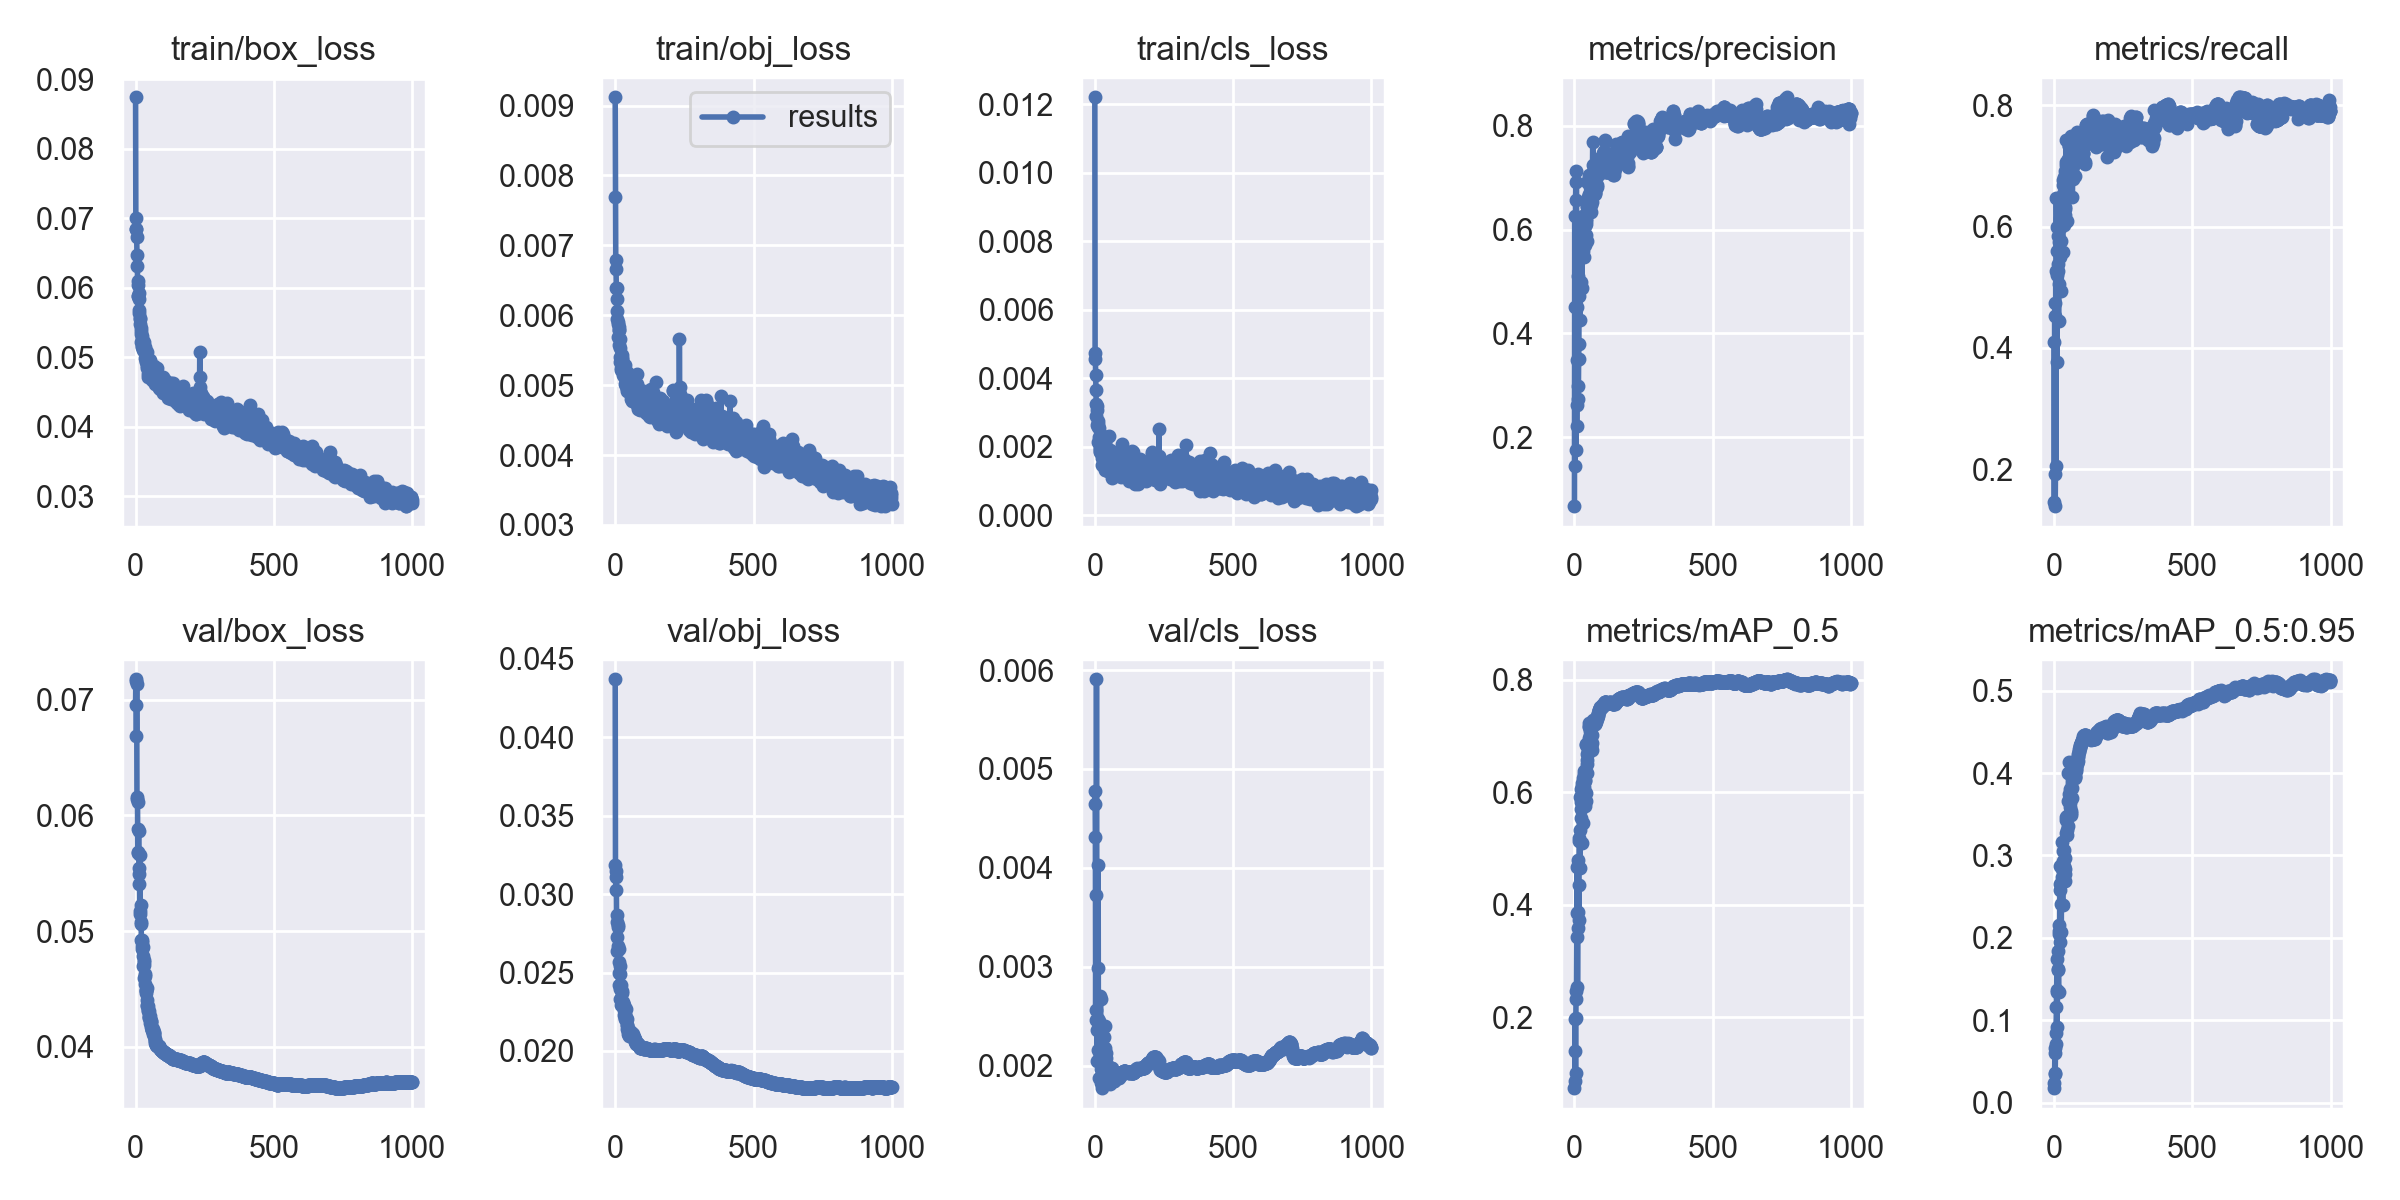 train/box_loss
0.09
0.08
0.07
0.06
0.05
0.04
0.03
0 500 1000
train/obj_loss
results
0.009
0.008
0.007
0.006
0.005
0.004
0.003
0 500 1000
train/cls_loss
0.012
0.010
0.008
0.006
0.004
0.002
0.000
0 500 1000
metrics/precision
0.8
0.6
0.4
0.2
0 500 1000
metrics/recall
0.8
0.6
0.4
0.2
0 500 1000
val/box_loss
0.07
0.06
0.05
0.04
0 500 1000
val/obj_loss
0.045
0.040
0.035
0.030
0.025
0.020
0 500 1000
val/cls_loss
0.006
0.005
0.004
0.003
0.002
0 500 1000
metrics/mAP_0.5
0.8
0.6
0.4
0.2
0 500 1000
metrics/mAP_0.5:0.95
0.5
0.4
0.3
0.2
0.1
0.0
0 500 1000